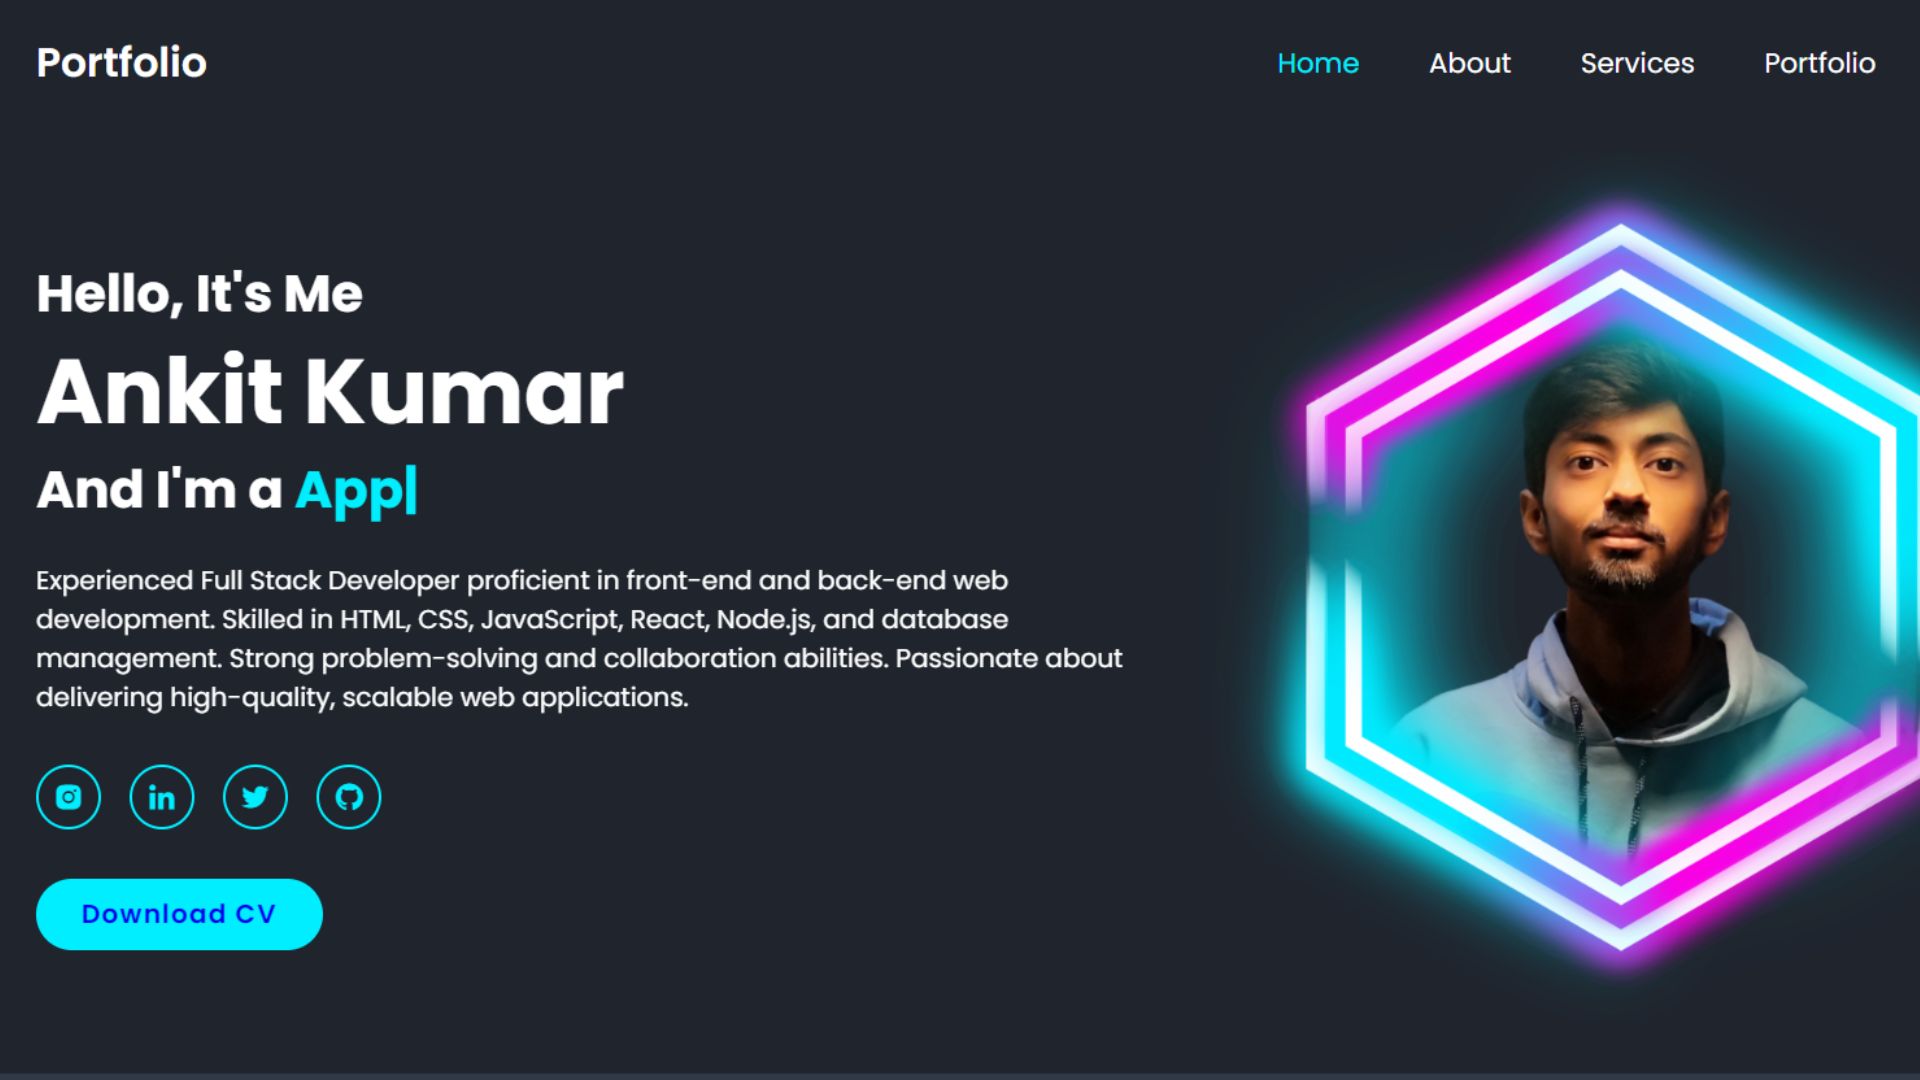 Portfolio
Home About Services Portfolio
Hello, It's Me
Ankit Kumar
And I'm a App|
Experienced Full Stack Developer proficient in front-end and back-end web
development. Skilled in HTML, CSS, JavaScript, React, Node.js, and database
management. Strong problem-solving and collaboration abilities. Passionate about
delivering high-quality, scalable web applications.
in
Download CV